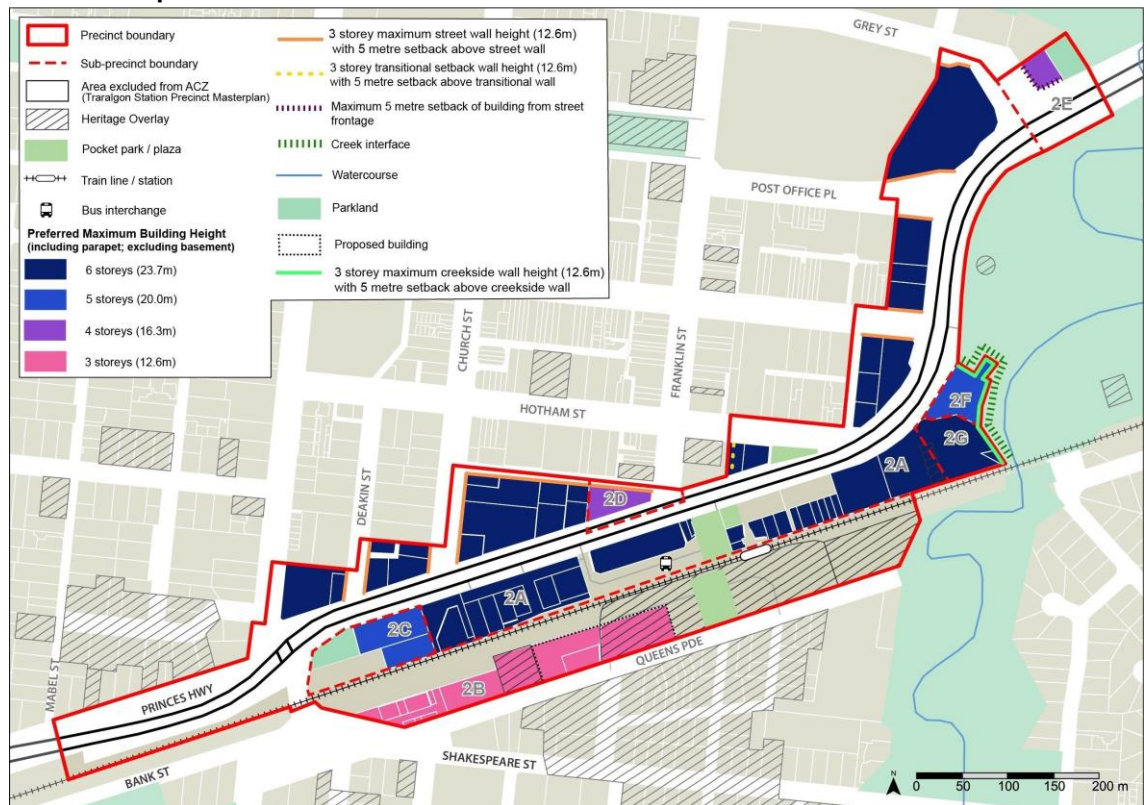 Precinct boundary
Sub-precinct boundary
Area excluded from ACZ
(Traralgon Station Precinct Masterplan)
Heritage Overlay
Pocket park / plaza
Train line / station
Bus interchange
Preferred Maximum Building Height
(including parapet; excluding basement)
6 storeys (23.7m)
5 storeys (20.0m)
4 storeys (16.3m)
3 storeys (12.6m)
3 storey maximum street wall height (12.6m)
with 5 metre setback above street wall
3 storey transitional setback wall height (12.6m)
with 5 metre setback above transitional wall
Maximum 5 metre setback of building from street
frontage
Creek interface
Watercourse
Parkland
Proposed building
3 storey maximum creekside wall height (12.6m)
with 5 metre setback above creekside wall
GREY ST
2E
POST OFFICE PL
CHURCH ST
FRANKLIN ST
HOTHAM ST
DEAKIN ST
2F
2G
2A
2D
2A
2C
2B
QUEENS PDE
MABEL ST
PRINCES HWY
BANK ST
SHAKESPEARE ST
N
0 50 100 150 200 m